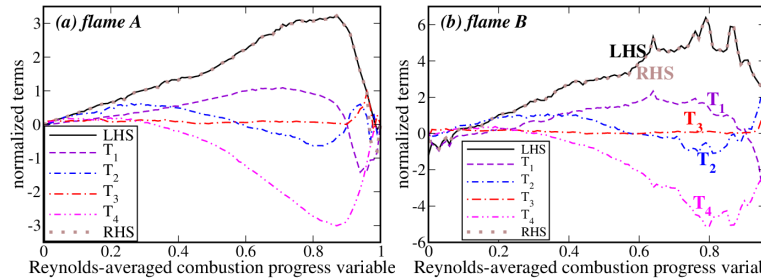 (a) flame A
normalized terms
3
2
1
0
-1
-2
-3
LHS
T1
T2
T3
T4
RHS
0
0.2
0.4
0.6
0.8
1
Reynolds-averaged combustion progress variable
(b) flame B
normalized terms
6
4
2
0
-2
-4
-6
LHS
RHS
T1
T3
T2
T4
LHS
T1
T2
T3
T4
RHS
0
0.2
0.4
0.6
0.8
Reynolds-averaged combustion progress variable